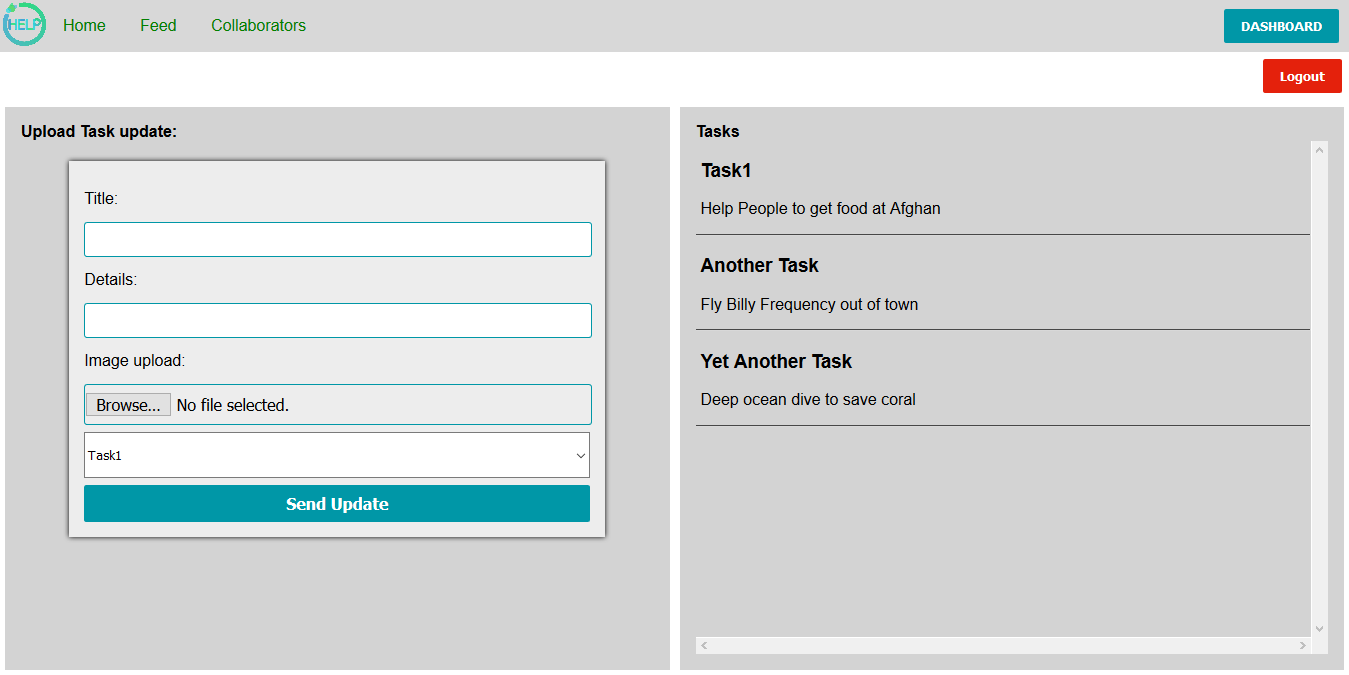 HELP
Home
Feed
Collaborators
DASHBOARD
Logout
Upload Task update:
Title:
Details:
Image upload:
Browse... No file selected.
Task1
Send Update
Tasks
Task1
Help People to get food at Afghan
Another Task
Fly Billy Frequency out of town
Yet Another Task
Deep ocean dive to save coral